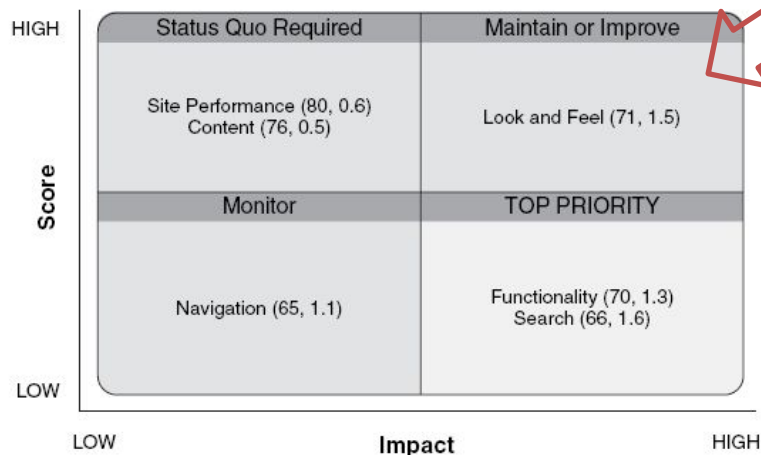 HIGH
Status Quo Required
Maintain or Improve
Site Performance (80, 0.6)
Content (76, 0.5)
Look and Feel (71, 1.5)
Score
Monitor
TOP PRIORITY
Navigation (65, 1.1)
Functionality (70, 1.3)
Search (66, 1.6)
LOW
LOW
Impact
HIGH